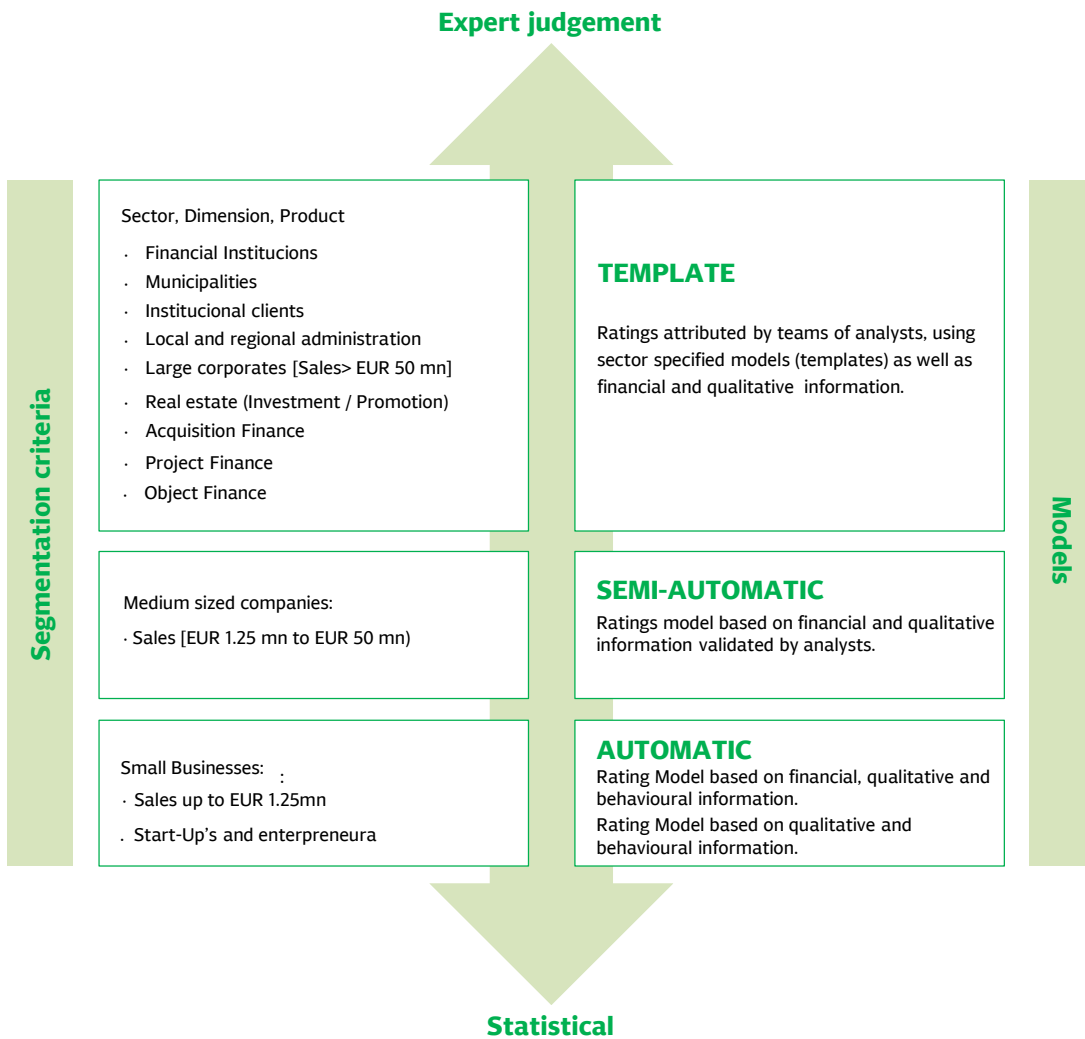 Expert judgement
Segmentation criteria
Sector, Dimension, Product
· Financial Institucions
· Municipalities
· Institucional clients
· Local and regional administration
· Large corporates [Sales> EUR 50 mn]
· Real estate (Investment / Promotion)
· Acquisition Finance
· Project Finance
· Object Finance
TEMPLATE
Ratings attributed by teams of analysts, using
sector specified models (templates) as well as
financial and qualitative information.
Models
Medium sized companies:
· Sales [EUR 1.25 mn to EUR 50 mn)
SEMI-AUTOMATIC
Ratings model based on financial and qualitative
information validated by analysts.
Small Businesses: :
· Sales up to EUR 1.25mn
. Start-Up's and enterpreneura
AUTOMATIC
Rating Model based on financial, qualitative and
behavioural information.
Rating Model based on qualitative and
behavioural information.
Statistical